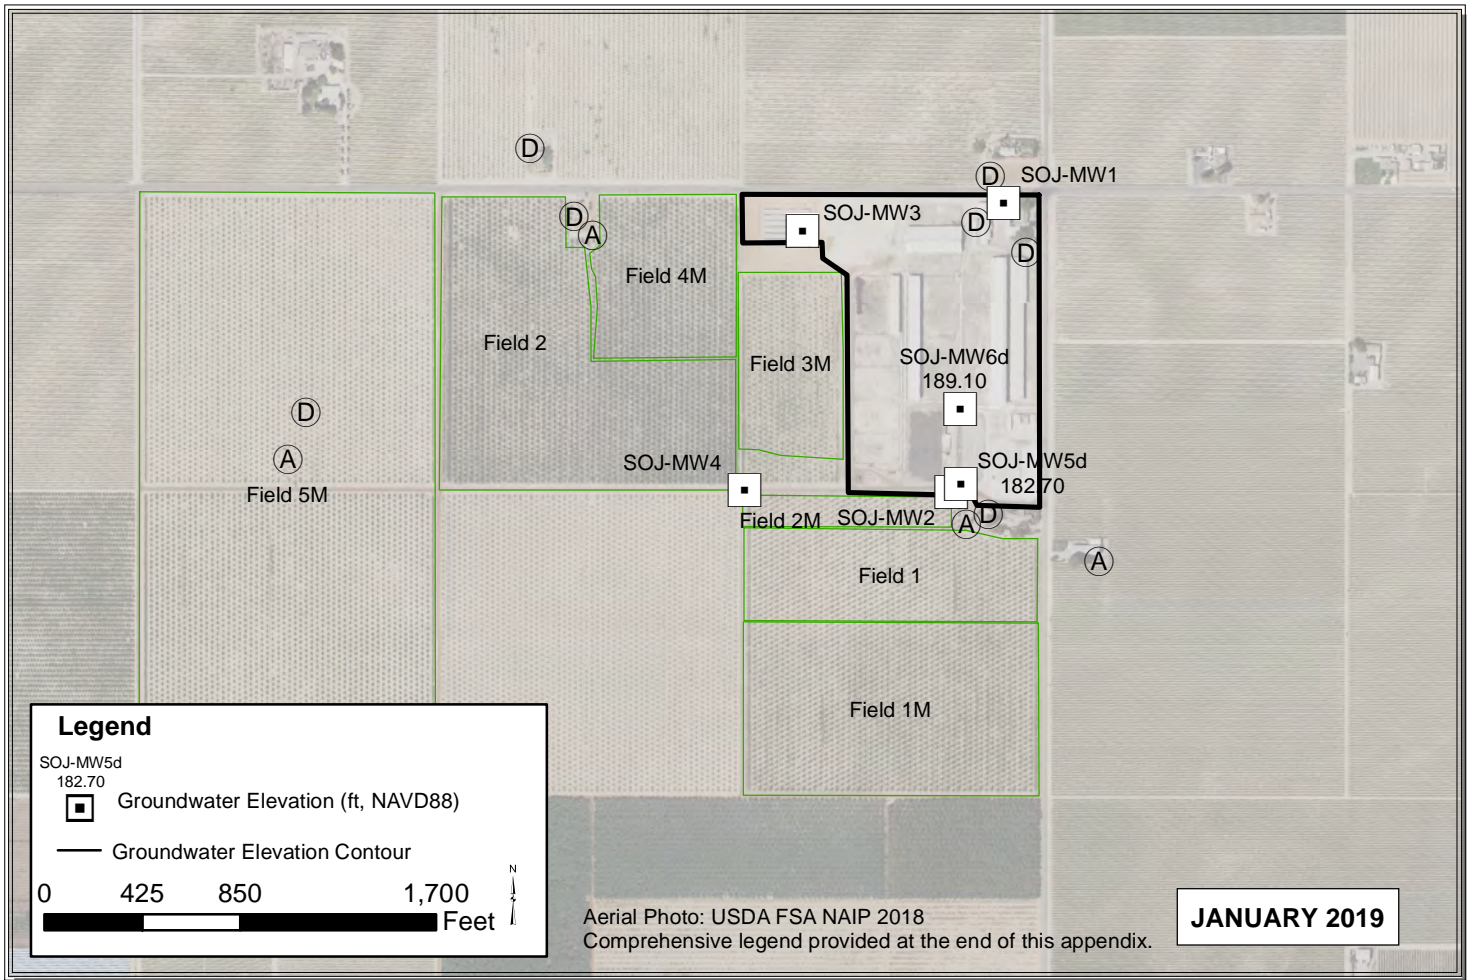 D
D
SOJ-MW1
SOJ-MW3
D
A
D
D
Field 4M
Field 2
SOJ-MW6d
189.10
Field 3M
D
A
Field 5M
SOJ-MW4
SOJ-MW5d
182.70
Field 2M
SOJ-MW2
A
D
A
Field 1
Field 1M
Legend
SOJ-MW5d
182.70
Groundwater Elevation (ft, NAVD88)
Groundwater Elevation Contour
0 425 850 1,700
Feet
N
Aerial Photo: USDA FSA NAIP 2018
Comprehensive legend provided at the end of this appendix.
JANUARY 2019